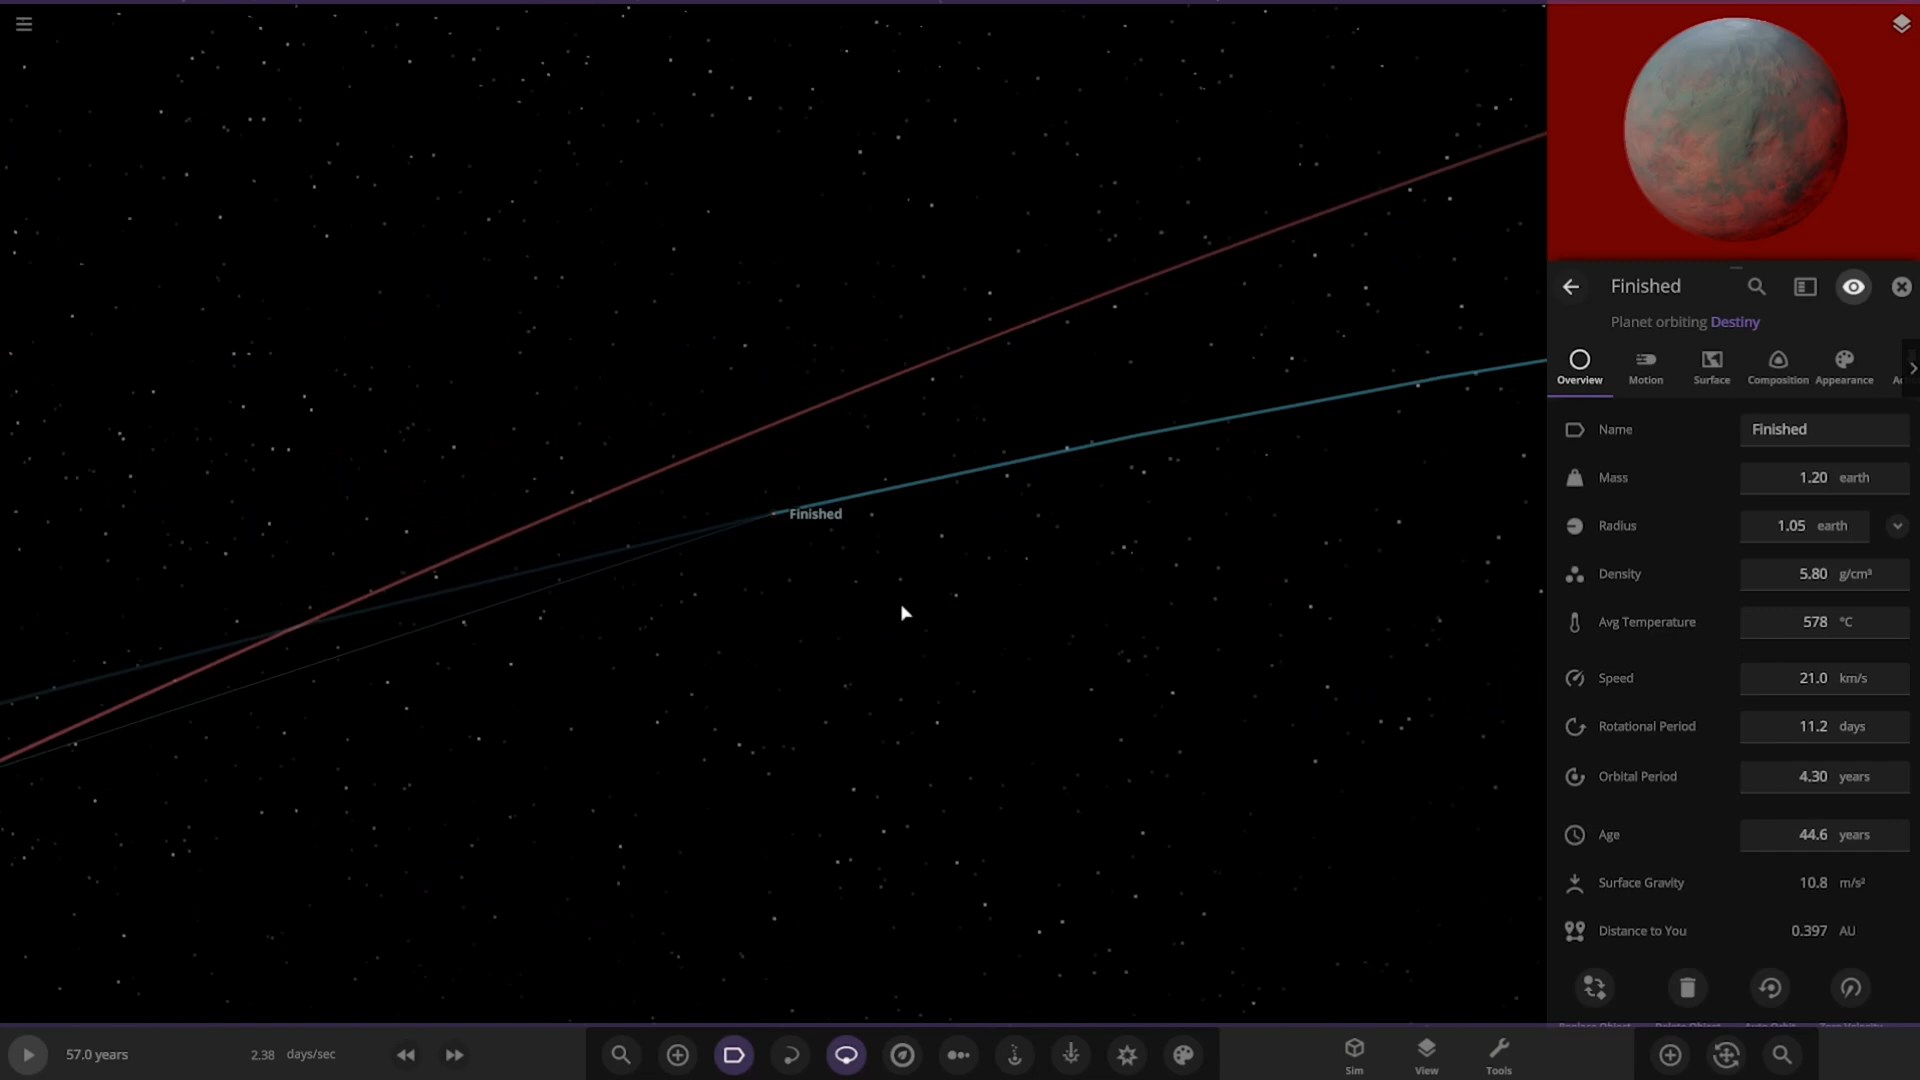 Finished
Finished
Planet orbiting Destiny
Overview
Motion
Surface
Composition
Appearance
Name
Finished
Mass
1.20 earth
Radius
1.05 earth
Density
5.80 g/cm³
Avg Temperature
578 °C
Speed
21.0 km/s
Rotational Period
11.2 days
Orbital Period
4.30 years
Age
44.6 years
Surface Gravity
10.8 m/s²
Distance to You
0.397 AU
57.0 years
2.38 days/sec
Sim
View
Tools